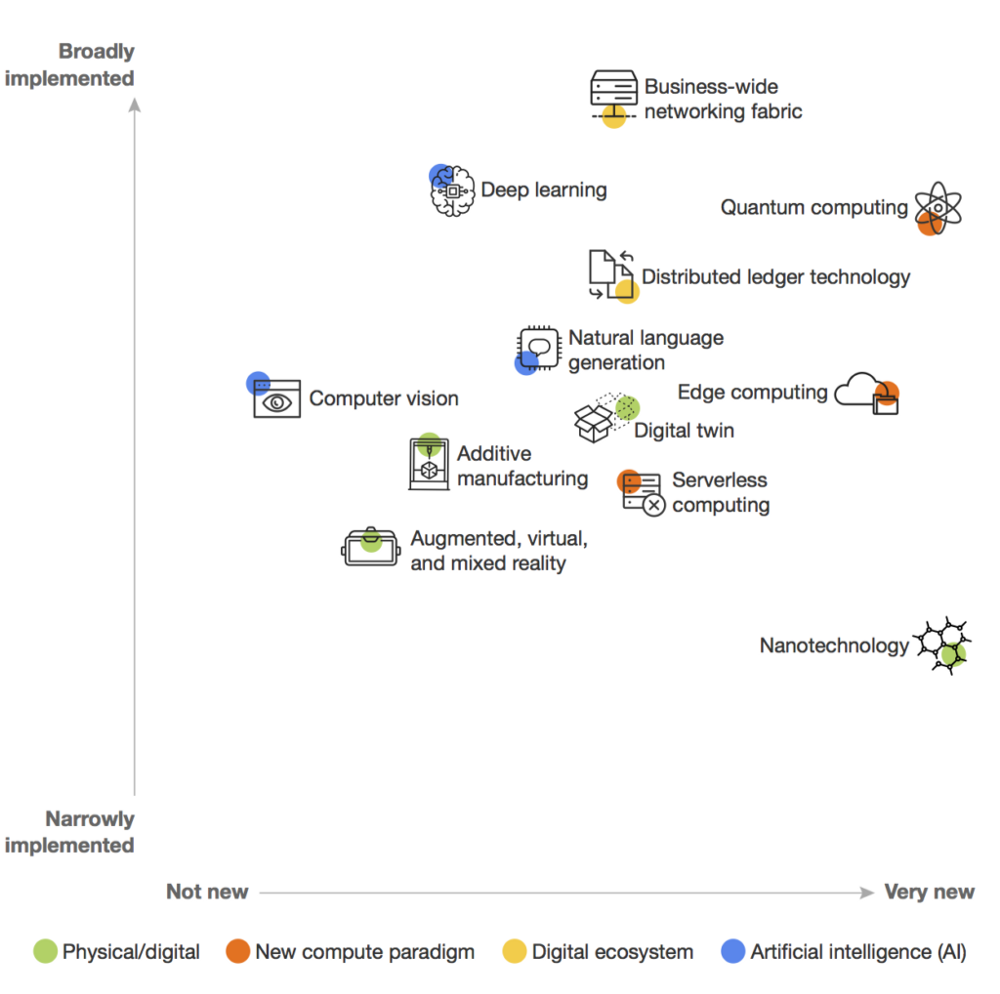 Broadly
implemented
Business-wide
networking fabric
Deep learning
Quantum computing
Distributed ledger technology
Natural language
generation
Edge computing
Computer vision
Digital twin
Additive
manufacturing
Serverless
computing
Augmented, virtual,
and mixed reality
Nanotechnology
Narrowly
implemented
Not new
Very new
Physical/digital
New compute paradigm
Digital ecosystem
Artificial intelligence (AI)